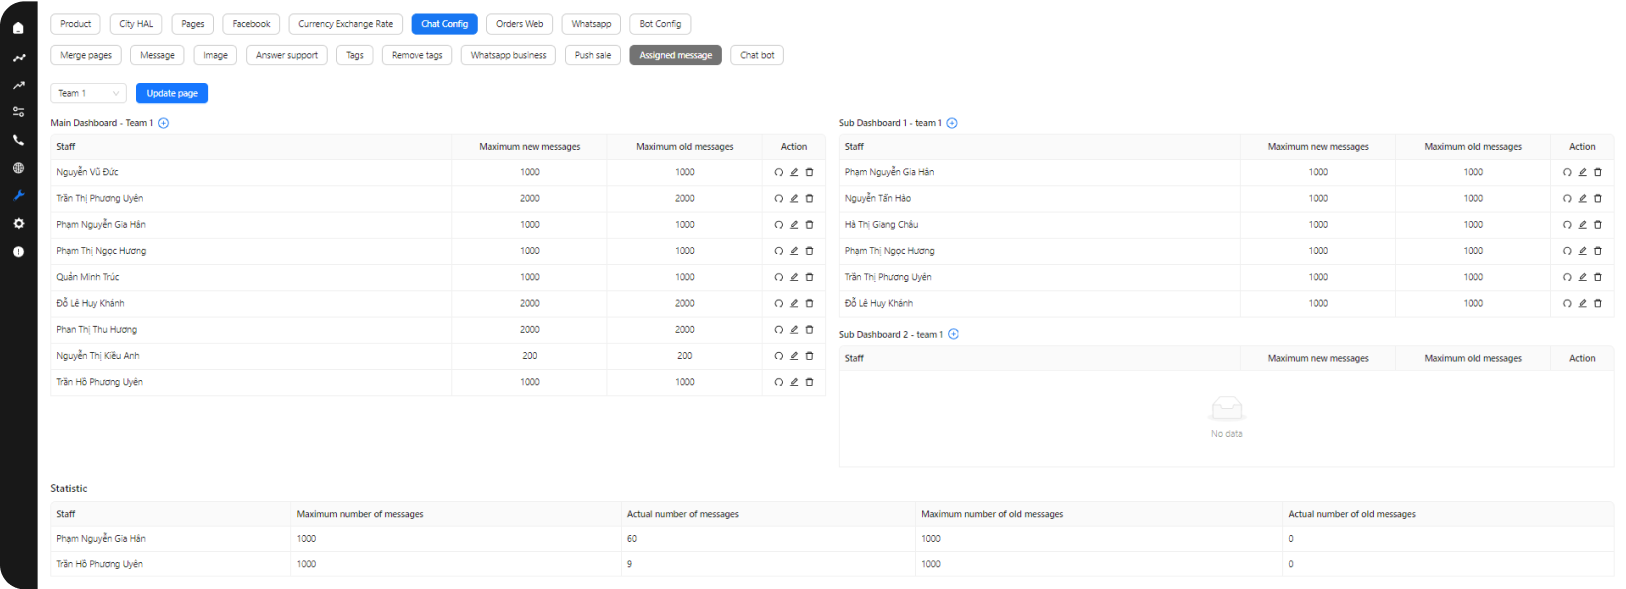 Product City HAL Pages Facebook Currency Exchange Rate Chat Config Orders Web Whatsapp Bot Config
Merge pages Message Image Answer support Tags Remove tags Whatsapp business Push sale Assigned message Chat bot
Team 1 Update page
Main Dashboard - Team 1
Staff Maximum new messages Maximum old messages Action
Nguyễn Vũ Đức 1000 1000
Trần Thị Phương Uyên 2000 2000
Phạm Nguyễn Gia Hân 1000 1000
Phạm Thị Ngọc Hương 1000 1000
Quản Minh Trúc 1000 1000
Đỗ Lê Huy Khánh 2000 2000
Phan Thị Thu Hương 2000 2000
Nguyễn Thị Kiều Anh 200 200
Trần Hồ Phương Uyên 1000 1000
Sub Dashboard 1 - team 1
Staff Maximum new messages Maximum old messages Action
Phạm Nguyễn Gia Hân 1000 1000
Nguyễn Tấn Hảo 1000 1000
Hà Thị Giang Châu 1000 1000
Phạm Thị Ngọc Hương 1000 1000
Trần Thị Phương Uyên 1000 1000
Đỗ Lê Huy Khánh 1000 1000
Sub Dashboard 2 - team 1
Staff Maximum new messages Maximum old messages Action
No data
Statistic
Staff Maximum number of messages Actual number of messages Maximum number of old messages Actual number of old messages
Phạm Nguyễn Gia Hân 1000 60 1000 0
Trần Hồ Phương Uyên 1000 9 1000 0